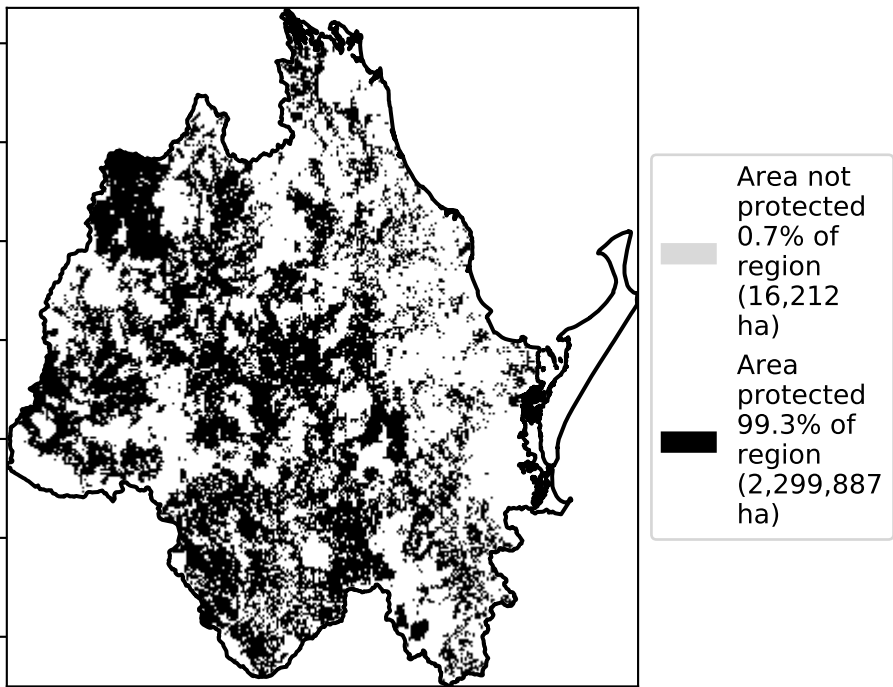 Area not
protected
0.7% of
region
(16,212
ha)
Area
protected
99.3% of
region
(2,299,887
ha)